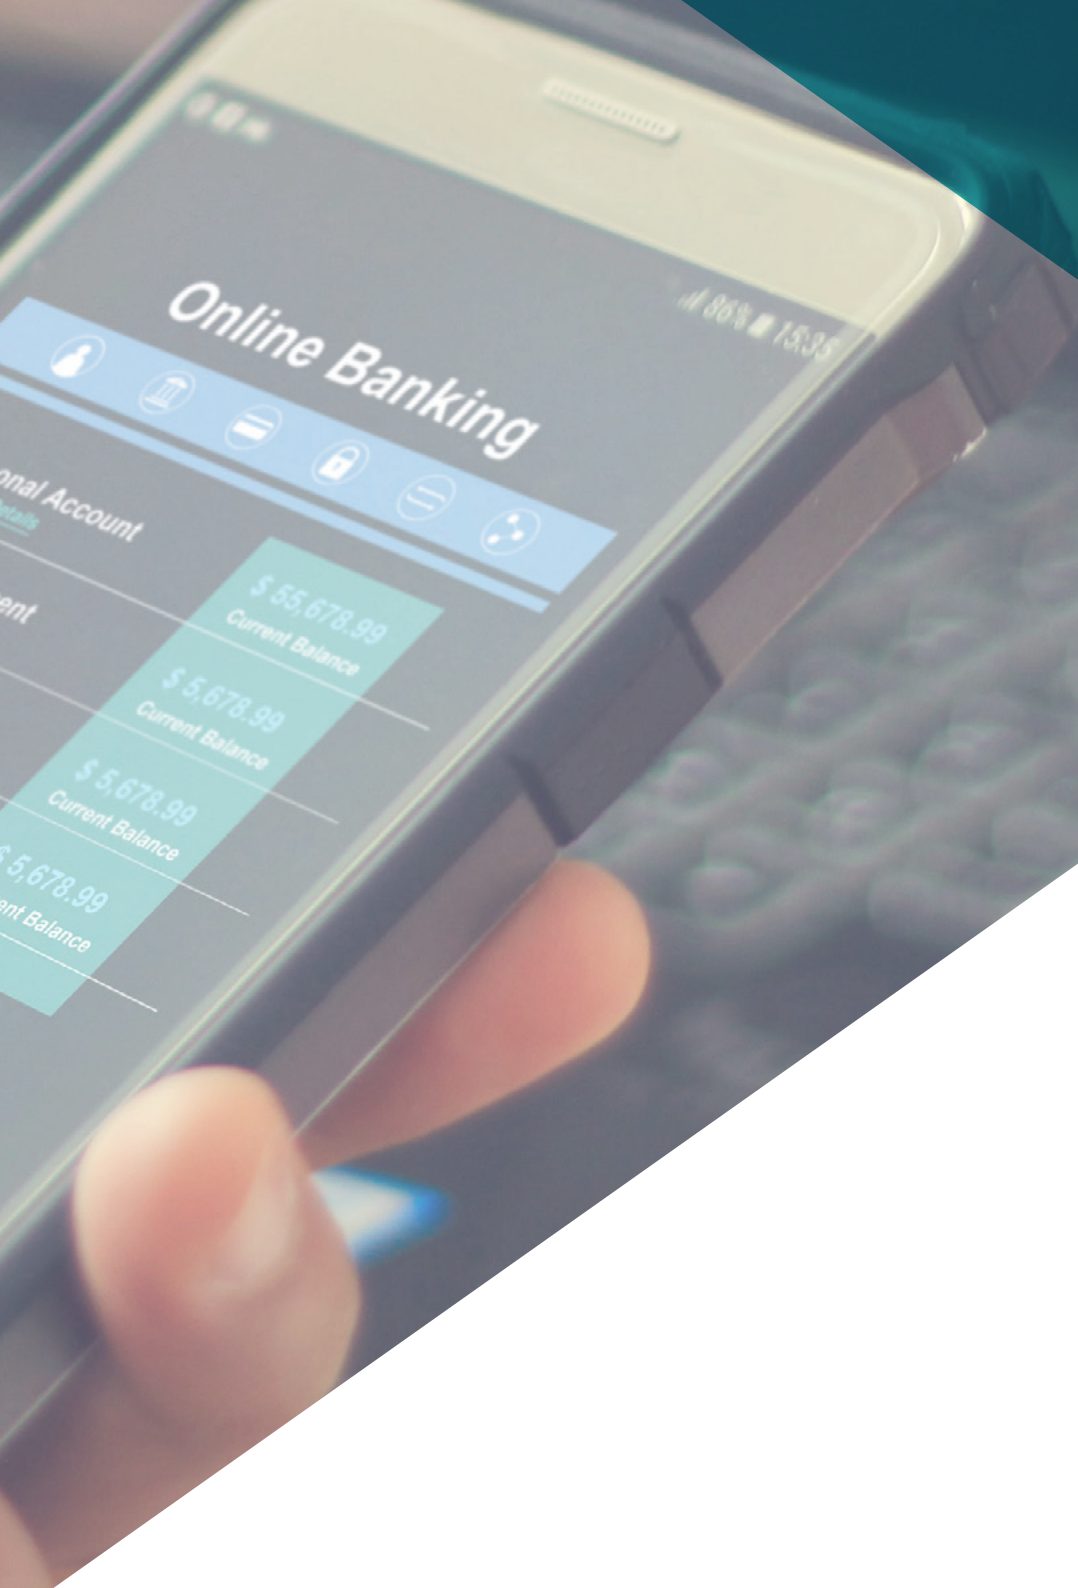 86% 15:35
Online Banking
onal Account
Details
$ 55,678.99
Current Balance
ent
$ 5,678.99
Current Balance
$ 5,678.99
Current Balance
$ 5,678.99
ent Balance